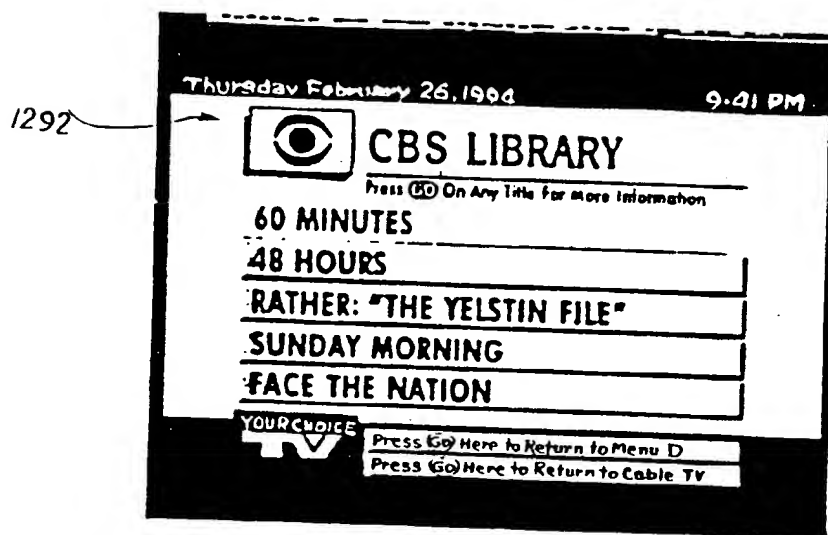 Thursday February 26, 1994 9:41 PM
1292
CBS LIBRARY
Press Go On Any Title For More Information
60 MINUTES
48 HOURS
RATHER: "THE YELSTIN FILE"
SUNDAY MORNING
FACE THE NATION
YOUR CHOICE
TV
Press Go Here to Return to Menu D
Press Go Here to Return to Cable TV